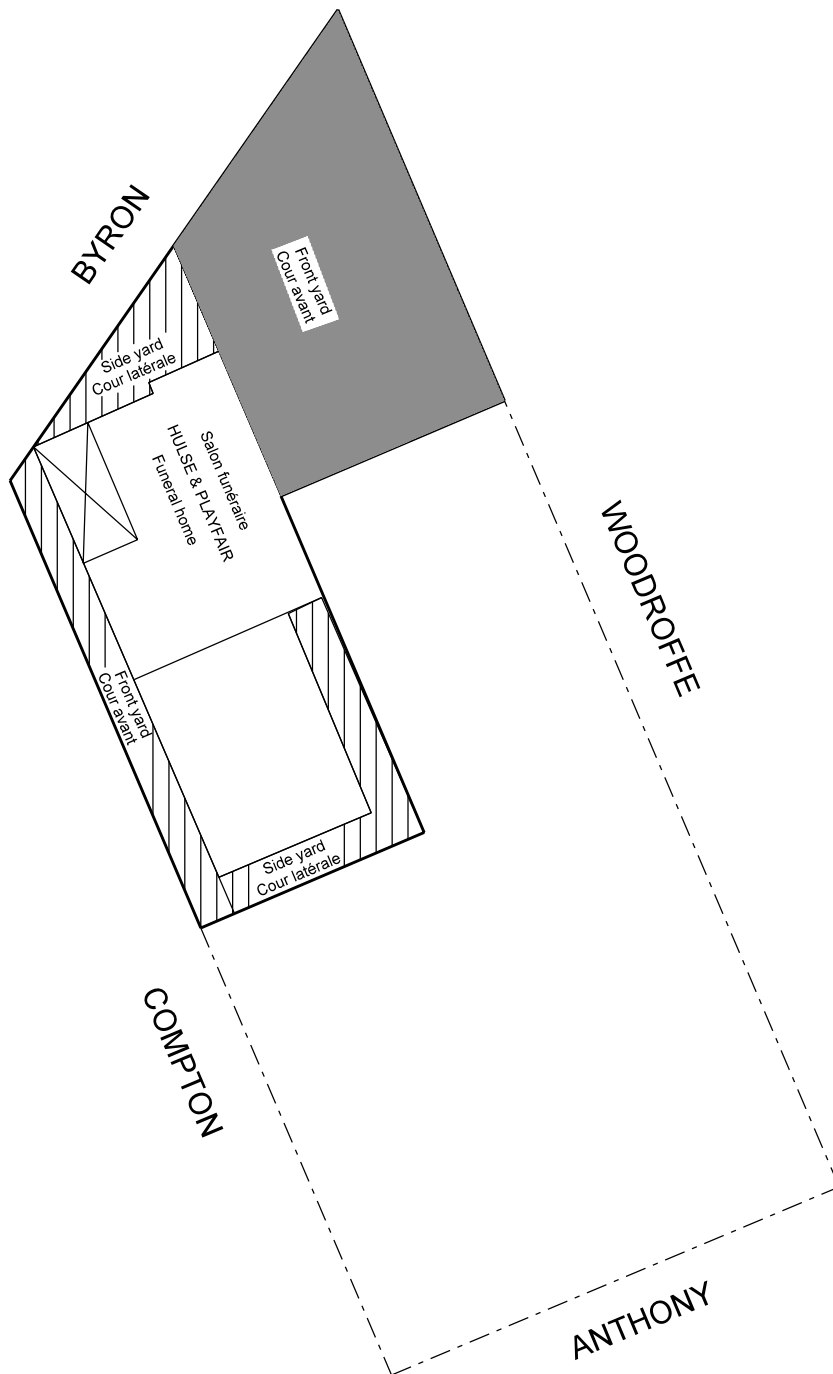 BYRON
Front yard
Cour avant
Side yard
Cour latérale
Salon funéraire
HULSE & PLAYFAIR
Funeral home
WOODROFFE
Front yard
Cour avant
Side yard
Cour latérale
COMPTON
ANTHONY